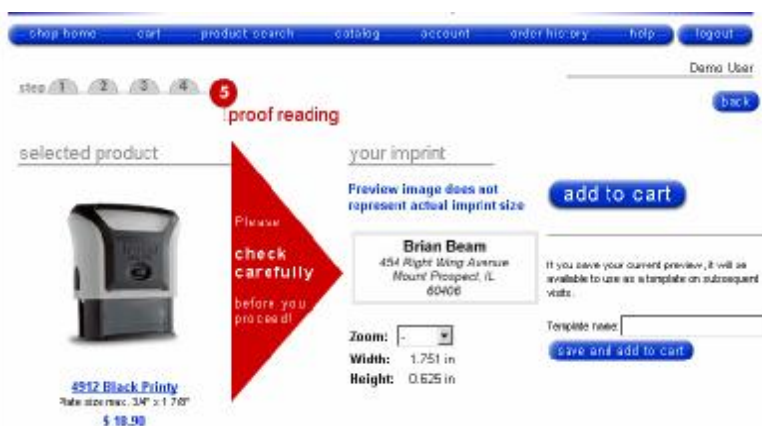 shop home cart product search catalog account order history help logout
Demo User
step 1 2 3 4 5
proof reading
back
selected product
your imprint
Preview image does not
represent actual imprint size
add to cart
Please
check
carefully
before you
proceed!
Brian Beam
454 Right Wing Avenue
Mount Prospect, IL
60406
If you save your current preview, it will be
available to use as a template on subsequent
visits.
Template name:
save and add to cart
Zoom: -
Width: 1.751 in
Height: 0.625 in
4912 Black Printy
Plate size max. 3/4" x 1 7/8"
$ 18.90